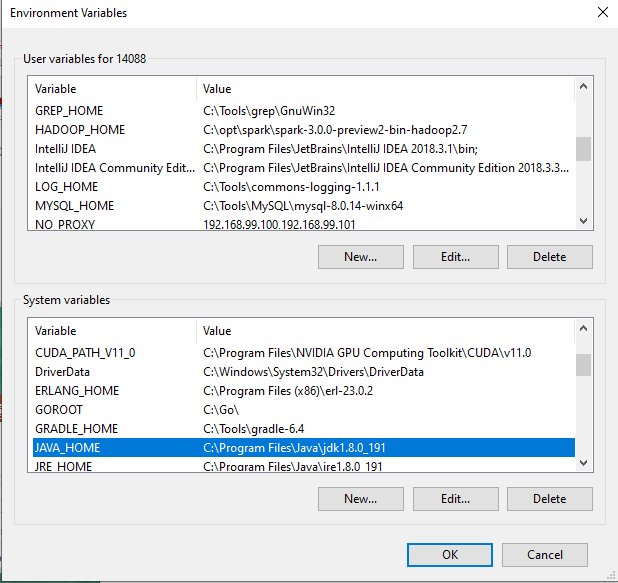 Environment Variables
User variables for 14088
Variable Value
GREP_HOME C:\Tools\grep\GnuWin32
HADOOP_HOME C:\opt\spark\spark-3.0.0-preview2-bin-hadoop2.7
IntelliJ IDEA C:\Program Files\JetBrains\IntelliJ IDEA 2018.3.1\bin;
IntelliJ IDEA Community Edit... C:\Program Files\JetBrains\IntelliJ IDEA Community Edition 2018.3.3...
LOG_HOME C:\Tools\commons-logging-1.1.1
MYSQL_HOME C:\Tools\MySQL\mysql-8.0.14-winx64
NO_PROXY 192.168.99.100,192.168.99.101
New... Edit... Delete
System variables
Variable Value
CUDA_PATH_V11_0 C:\Program Files\NVIDIA GPU Computing Toolkit\CUDA\v11.0
DriverData C:\Windows\System32\Drivers\DriverData
ERLANG_HOME C:\Program Files (x86)\erl-23.0.2
GOROOT C:\Go\
GRADLE_HOME C:\Tools\gradle-6.4
JAVA_HOME C:\Program Files\Java\jdk1.8.0_191
JRE_HOME C:\Program Files\Java\jre1.8.0_191
New... Edit... Delete
OK Cancel